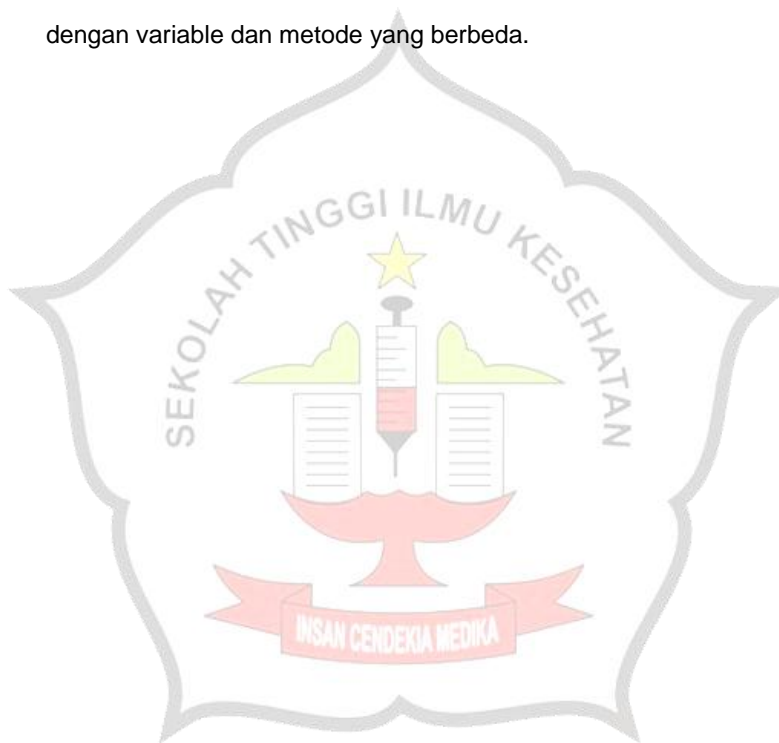 dengan variable dan metode yang berbeda.
SEKOLAH TINGGI ILMU KESEHATAN
INSAN CENDEKIA MEDIKA